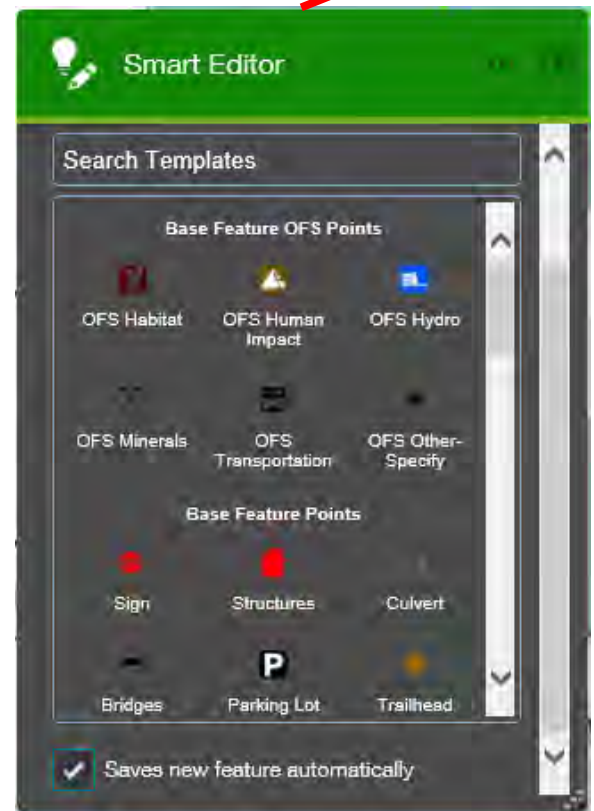 Smart Editor
Search Templates
Base Feature OFS Points
OFS Habitat OFS Human OFS Hydro
Impact
OFS Minerals OFS OFS Other-
Transportation Specify
Base Feature Points
Sign Structures Culvert
P
Bridges Parking Lot Trailhead
Saves new feature automatically